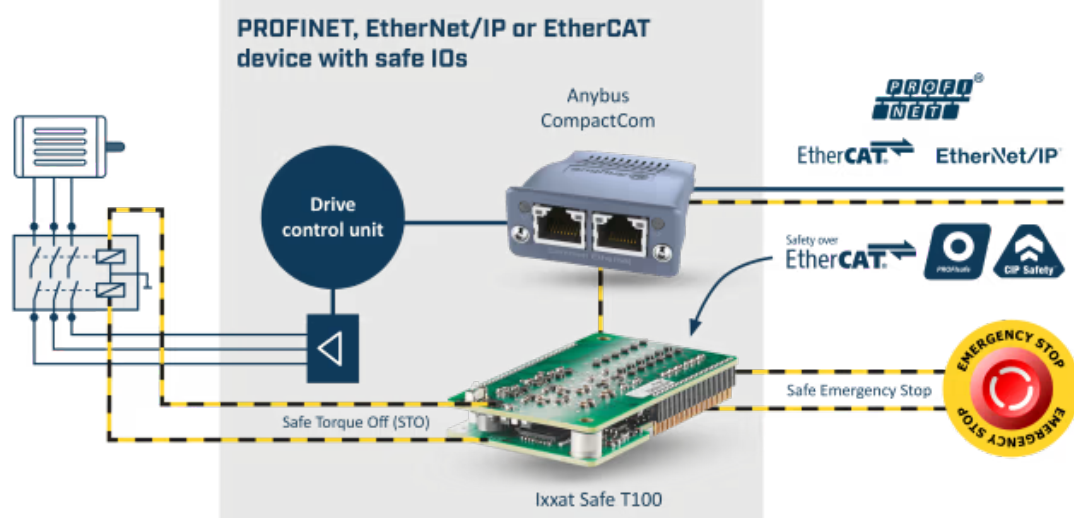 PROFINET, EtherNet/IP or EtherCAT
device with safe IOs
Anybus
CompactCom
PROFI
NET®
EtherCAT®
EtherNet/IP
Drive
control unit
Safety over
EtherCAT®
PROFIsafe
CIP Safety
EMERGENCY STOP
EMERGENCY STOP
Safe Emergency Stop
Safe Torque Off (STO)
Ixxat Safe T100